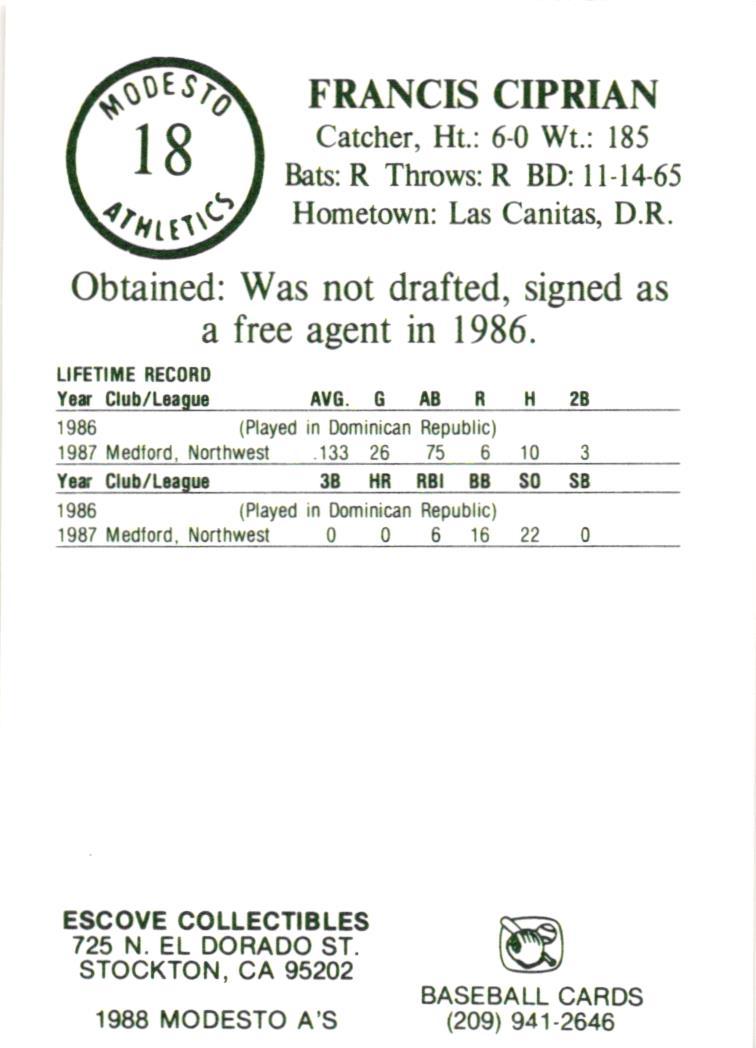 MODESTO
18
ATHLETICS
FRANCIS CIPRIAN
Catcher, Ht.: 6-0 Wt.: 185
Bats: R Throws: R BD: 11-14-65
Hometown: Las Canitas, D.R.
Obtained: Was not drafted, signed as
a free agent in 1986.
LIFETIME RECORD
Year Club/League AVG. G AB R H 2B
1986 (Played in Dominican Republic)
1987 Medford, Northwest .133 26 75 6 10 3
Year Club/League 3B HR RBI BB SO SB
1986 (Played in Dominican Republic)
1987 Medford, Northwest 0 0 6 16 22 0
ESCOVE COLLECTIBLES
725 N. EL DORADO ST.
STOCKTON, CA 95202
1988 MODESTO A'S
BASEBALL CARDS
(209) 941-2646